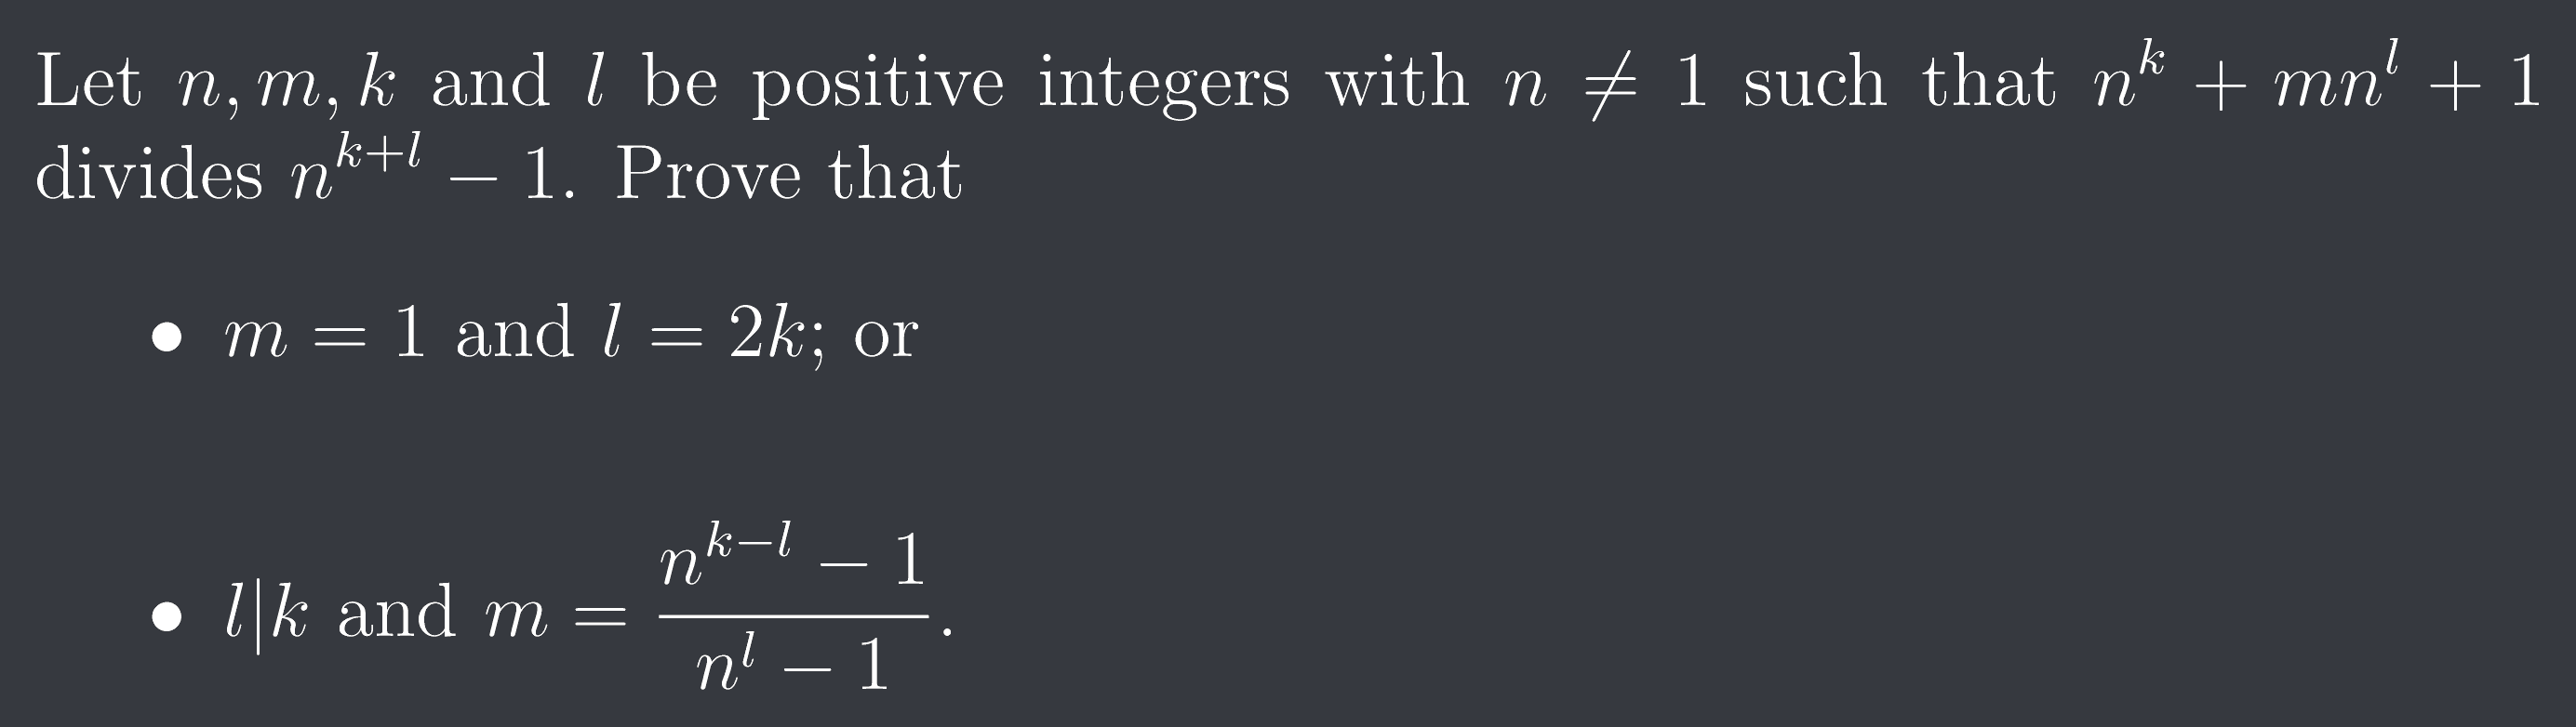 Let $n, m, k$ and $l$ be positive integers with $n \neq 1$ such that $n^k + mn^l + 1$
divides $n^{k+l} - 1$. Prove that
• $m = 1$ and $l = 2k$; or
• $l|k$ and $m = \frac{n^{k-l} - 1}{n^l - 1}$.